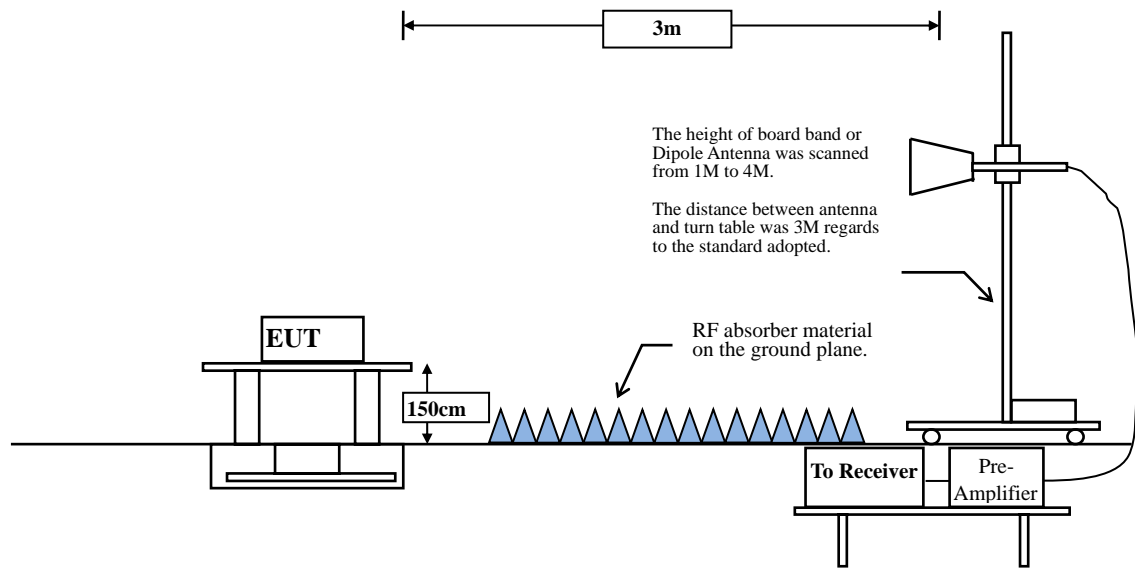 3m
The height of board band or
Dipole Antenna was scanned
from 1M to 4M.
The distance between antenna
and turn table was 3M regards
to the standard adopted.
EUT
RF absorber material
on the ground plane.
150cm
To Receiver
Pre-
Amplifier